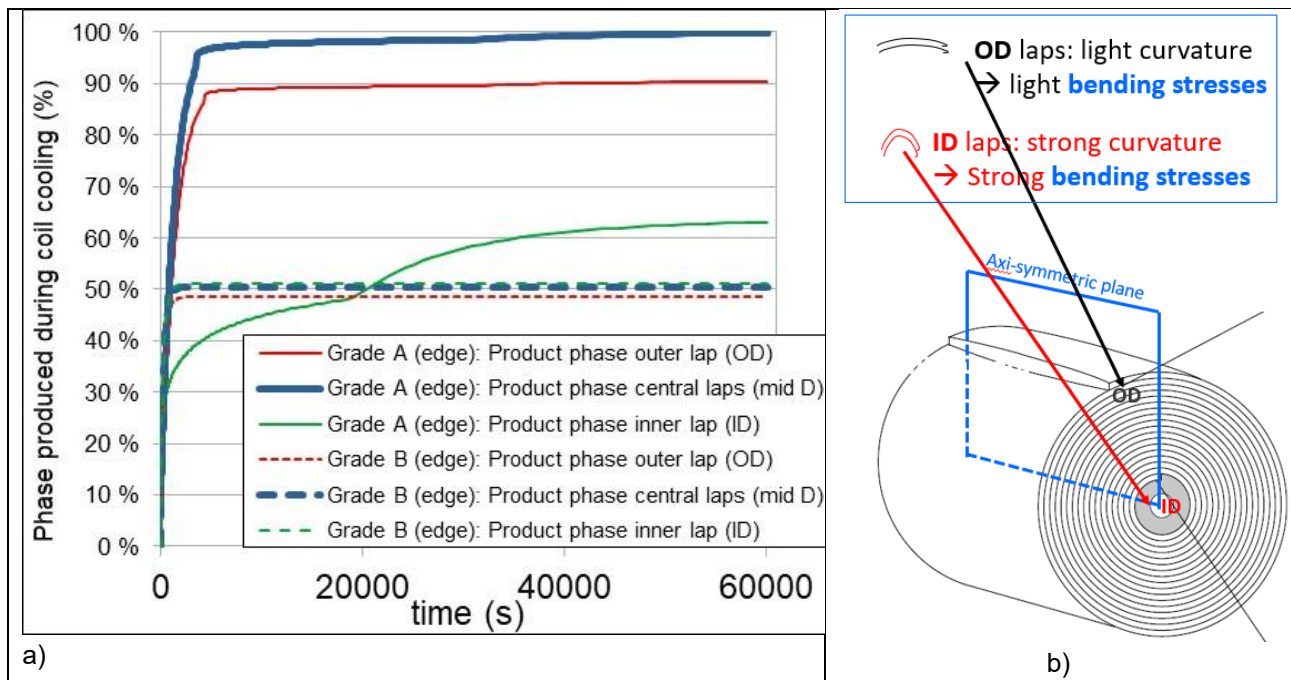 Phase produced during coil cooling (%)
100 %
90 %
80 %
70 %
60 %
50 %
40 %
30 %
20 %
10 %
0 %
Grade A (edge): Product phase outer lap (OD)
Grade A (edge): Product phase central laps (mid D)
Grade A (edge): Product phase inner lap (ID)
Grade B (edge): Product phase outer lap (OD)
Grade B (edge): Product phase central laps (mid D)
Grade B (edge): Product phase inner lap (ID)
0
20000
40000
60000
time (s)
a)
OD laps: light curvature
→ light bending stresses
ID laps: strong curvature
→ Strong bending stresses
Axi-symmetric plane
OD
ID
b)